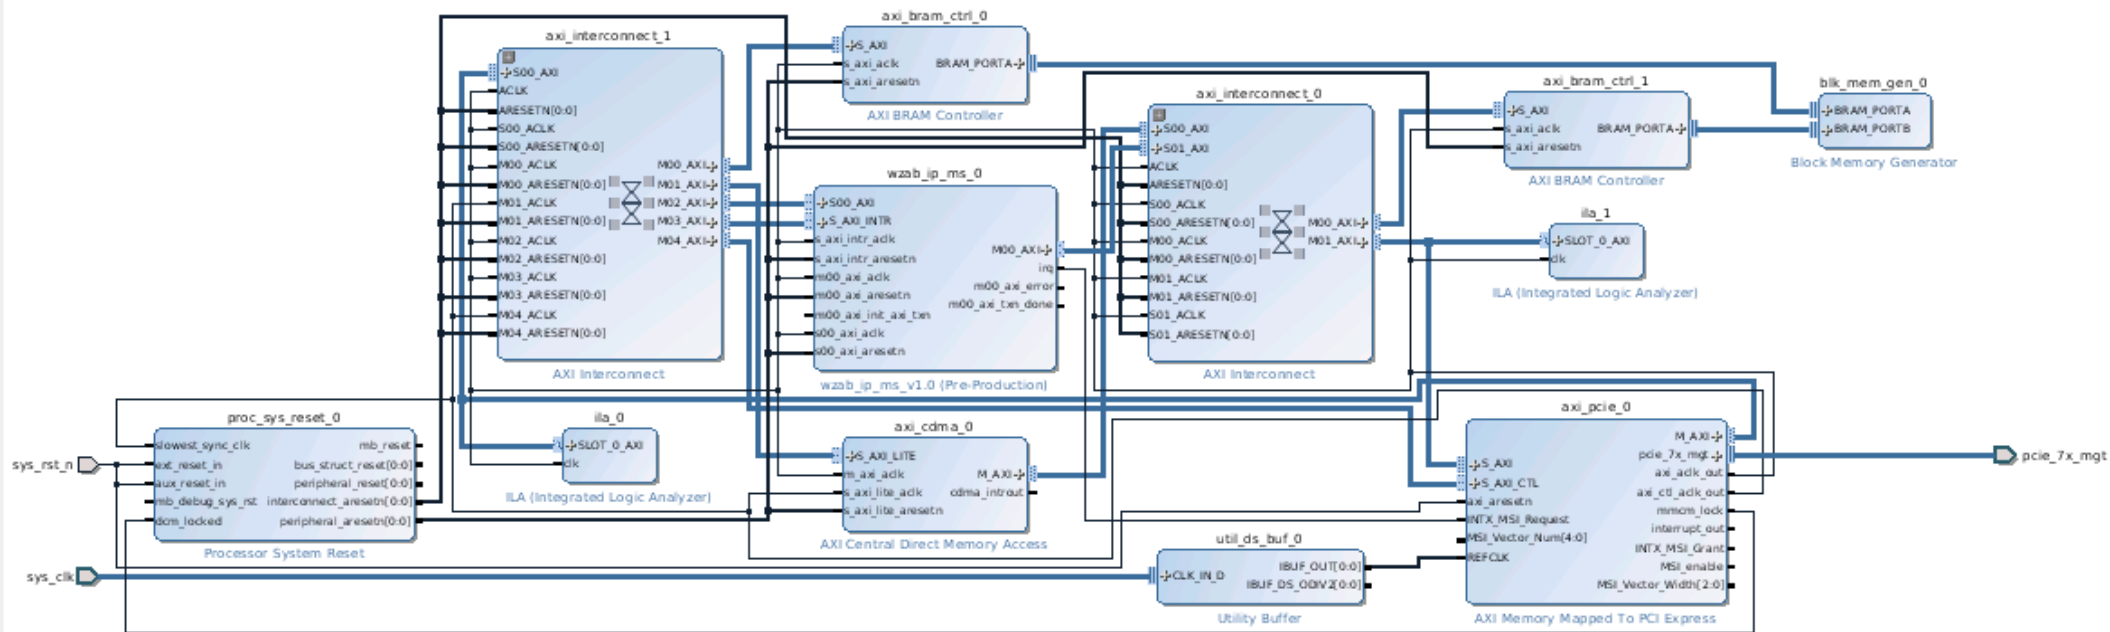 axi_interconnect_1
S00_AXI
ACLK
ARESETN[0:0]
S00_ACLK
S00_ARESETN[0:0]
M00_ACLK
M00_ARESETN[0:0]
M01_ACLK
M01_ARESETN[0:0]
M02_ACLK
M02_ARESETN[0:0]
M03_ACLK
M03_ARESETN[0:0]
M04_ACLK
M04_ARESETN[0:0]
M00_AXI
M01_AXI
M02_AXI
M03_AXI
M04_AXI
AXI Interconnect
axi_bram_ctrl_0
S_AXI
s_axi_aclk
s_axi_aresetn
BRAM_PORTA
AXI BRAM Controller
wzab_ip_ms_0
S00_AXI
S_AXI_INTR
s_axi_intr_aclk
s_axi_intr_aresetn
m00_axi_aclk
m00_axi_aresetn
m00_axi_init_axi_txn
s00_axi_aclk
s00_axi_aresetn
M00_AXI
irq
m00_axi_error
m00_axi_txn_done
wzab_ip_ms_v1.0 (Pre-Production)
axi_interconnect_0
S00_AXI
S01_AXI
ACLK
ARESETN[0:0]
S00_ACLK
S00_ARESETN[0:0]
M00_ACLK
M00_ARESETN[0:0]
M01_ACLK
M01_ARESETN[0:0]
S01_ACLK
S01_ARESETN[0:0]
M00_AXI
M01_AXI
AXI Interconnect
axi_bram_ctrl_1
S_AXI
s_axi_aclk
s_axi_aresetn
BRAM_PORTA
AXI BRAM Controller
blk_mem_gen_0
BRAM_PORTA
BRAM_PORTB
Block Memory Generator
ila_1
SLOT_0_AXI
clk
ILA (Integrated Logic Analyzer)
sys_rst_n
sys_clk
proc_sys_reset_0
slowest_sync_clk
ext_reset_in
aux_reset_in
mb_debug_sys_rst
dcm_locked
mb_reset
bus_struct_reset[0:0]
peripheral_reset[0:0]
interconnect_aresetn[0:0]
peripheral_aresetn[0:0]
Processor System Reset
ila_0
SLOT_0_AXI
clk
ILA (Integrated Logic Analyzer)
axi_cdma_0
S_AXI_LITE
m_axi_aclk
s_axi_lite_aclk
s_axi_lite_aresetn
M_AXI
cdma_introut
AXI Central Direct Memory Access
util_ds_buf_0
CLK_IN_D
IBUF_OUT[0:0]
IBUF_DS_ODIV2[0:0]
Utility Buffer
axi_pcie_0
S_AXI
S_AXI_CTL
axi_aresetn
INTX_MSI_Request
MSI_Vector_Num[4:0]
REFCLK
M_AXI
pcie_7x_mgt
axi_aclk_out
axi_ctl_aclk_out
mmcm_lock
interrupt_out
INTX_MSI_Grant
MSI_enable
MSI_Vector_Width[2:0]
AXI Memory Mapped To PCI Express
pcie_7x_mgt